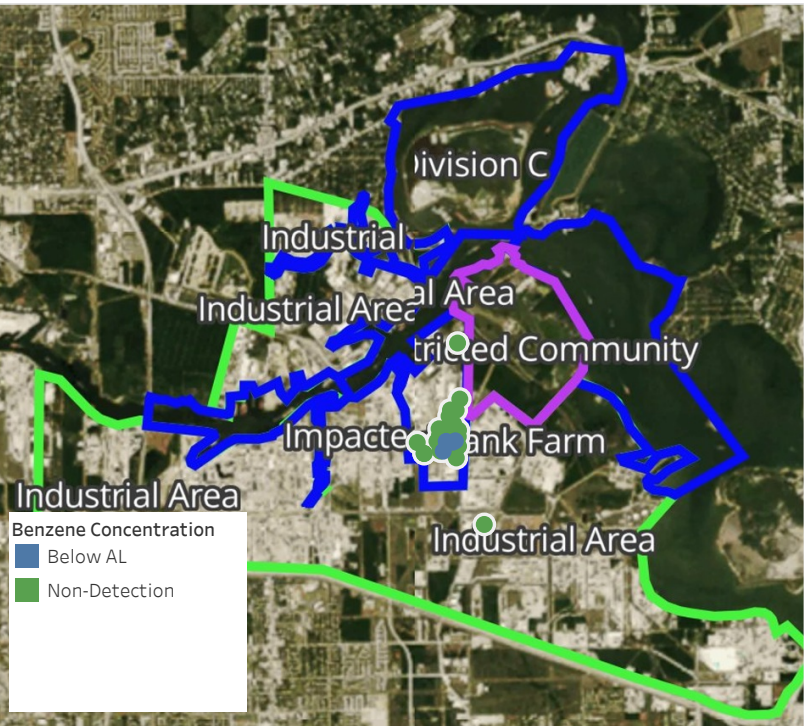 Division C
Industrial
al Area
Industrial Area
tricted Community
Impacte
ank Farm
Industrial Area
Industrial Area
Benzene Concentration
Below AL
Non-Detection